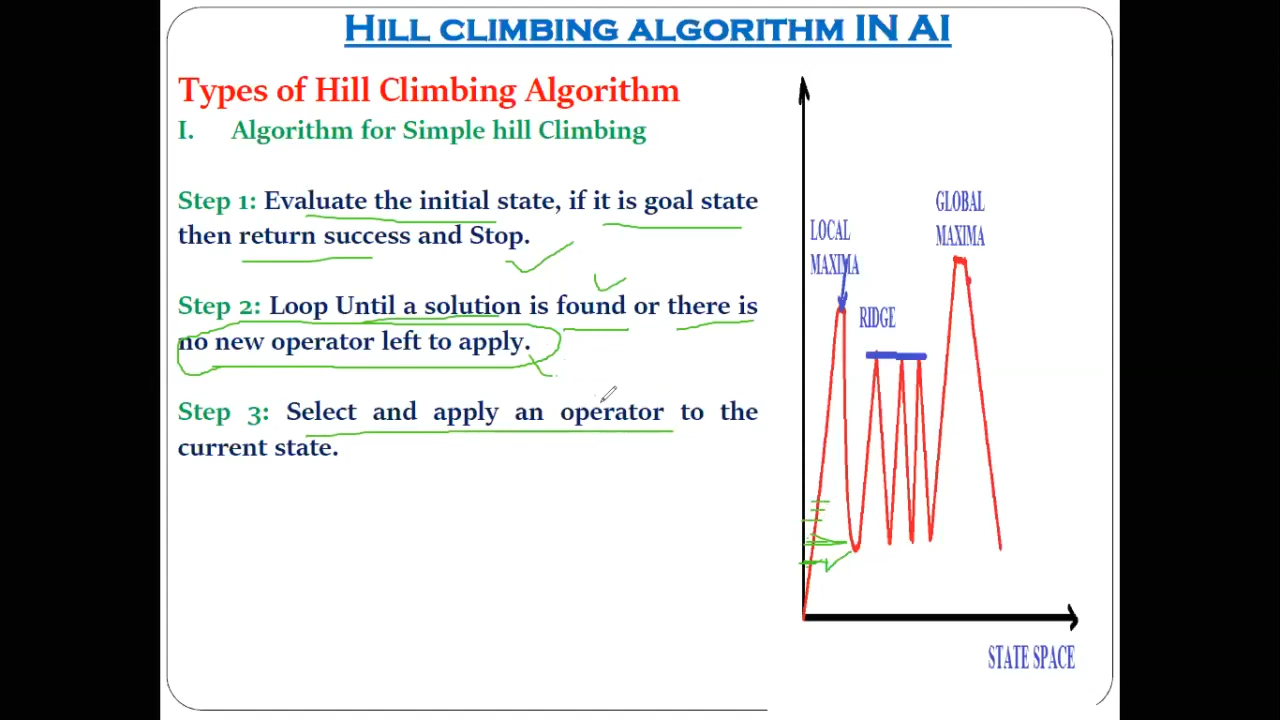 HILL CLIMBING ALGORITHM IN AI
Types of Hill Climbing Algorithm
I. Algorithm for Simple hill Climbing
Step 1: Evaluate the initial state, if it is goal state
then return success and Stop.
Step 2: Loop Until a solution is found or there is
no new operator left to apply.
Step 3: Select and apply an operator to the
current state.
LOCAL
MAXIMA
RIDGE
GLOBAL
MAXIMA
STATE SPACE